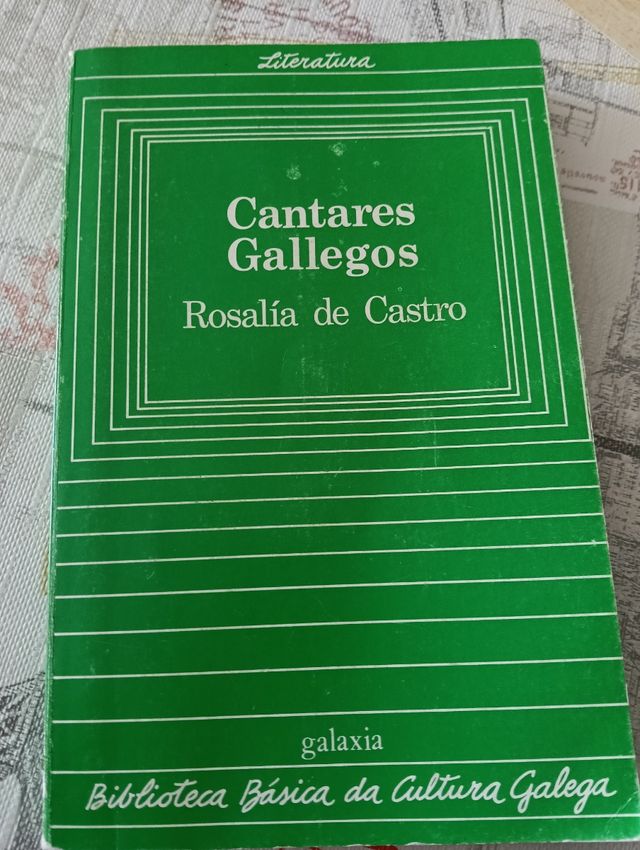 Literatura
Cantares
Gallegos
Rosalía de Castro
galaxia
Biblioteca Básica da Cultura Galega